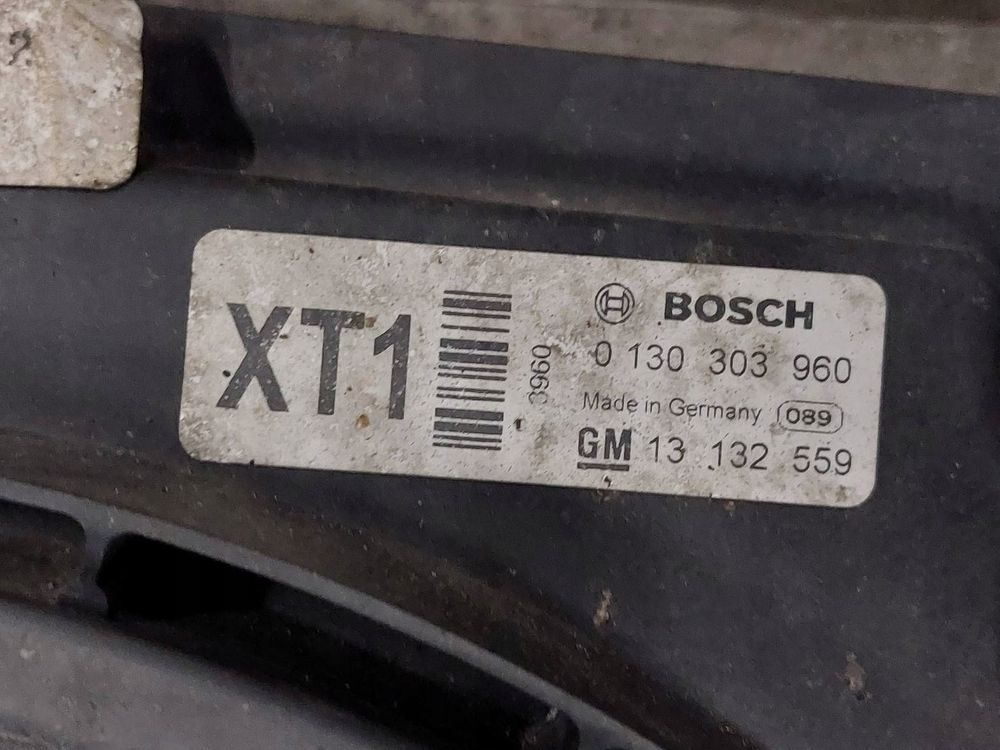 XT1
3960
BOSCH
0 130 303 960
Made in Germany 089
GM 13 132 559